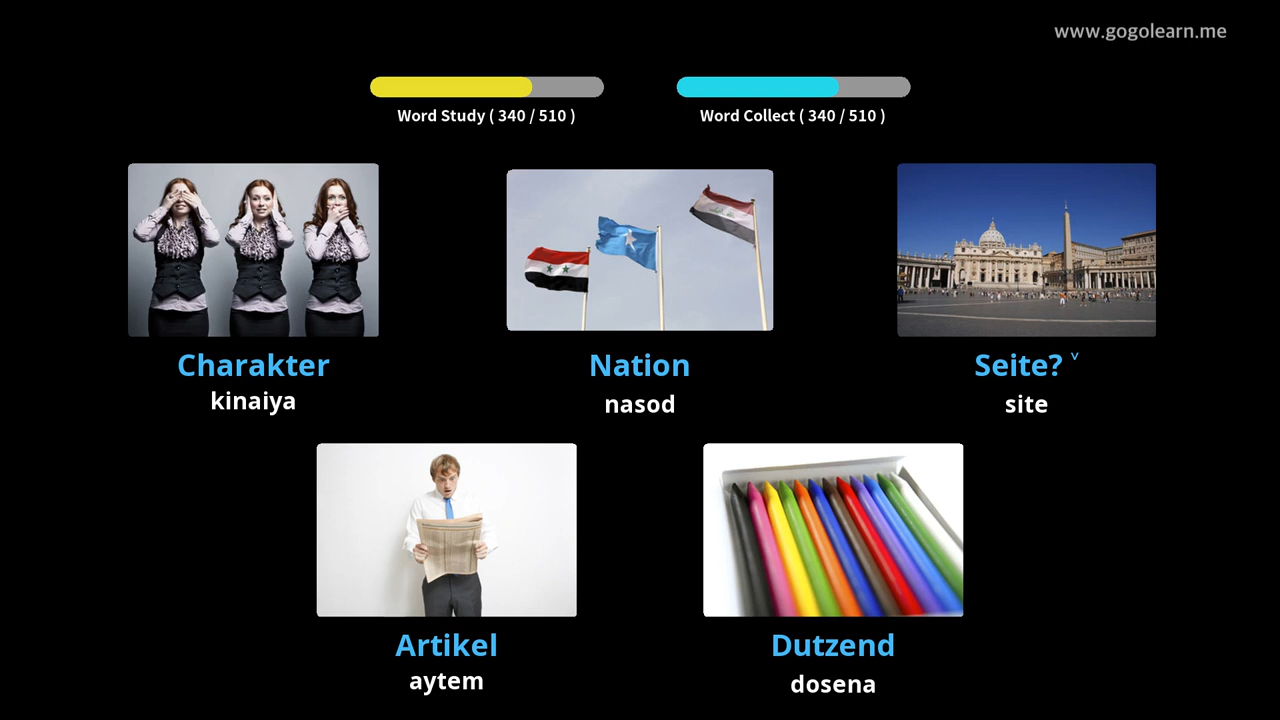 www.gogolearn.me
Word Study ( 340 / 510 )
Word Collect ( 340 / 510 )
Charakter
kinaiya
Nation
nasod
Seite? ᵛ
site
Artikel
aytem
Dutzend
dosena